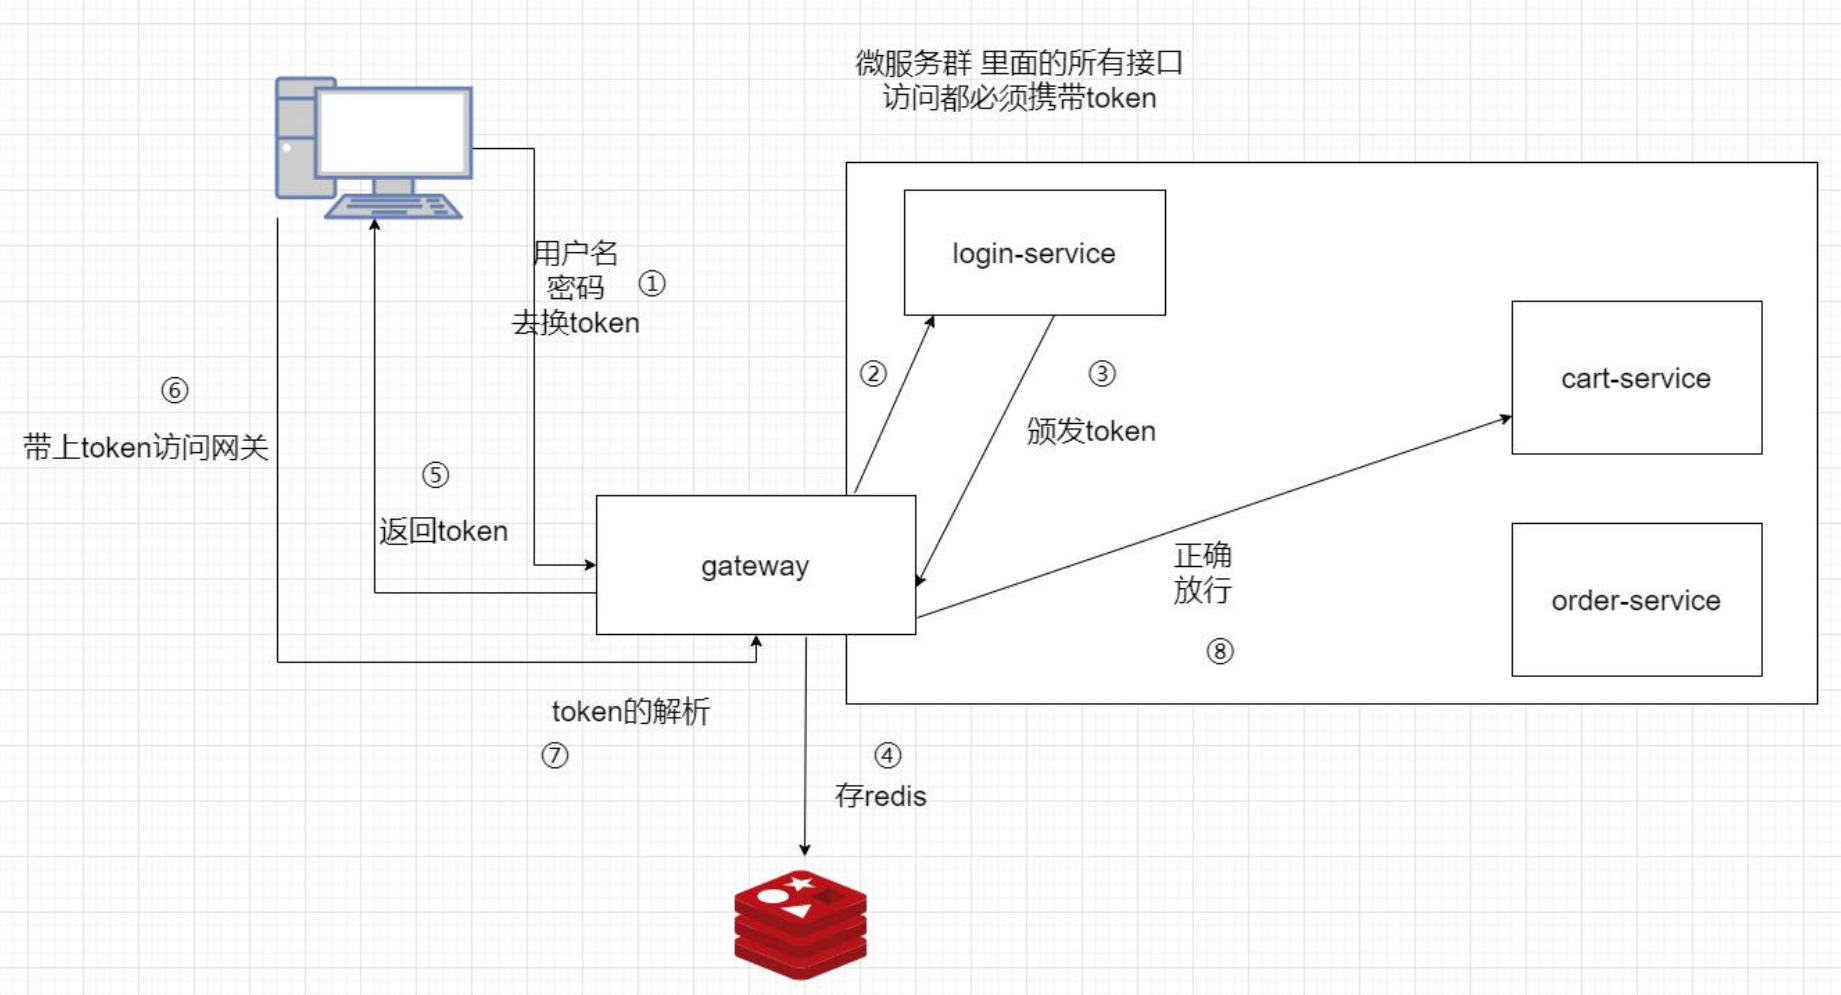 微服务群 里面的所有接口
访问都必须携带token
login-service
用户名
密码
①
去换token
②
③
cart-service
⑥
颁发token
带上token访问网关
⑤
返回token
gateway
正确
放行
order-service
⑧
token的解析
⑦
④
存redis